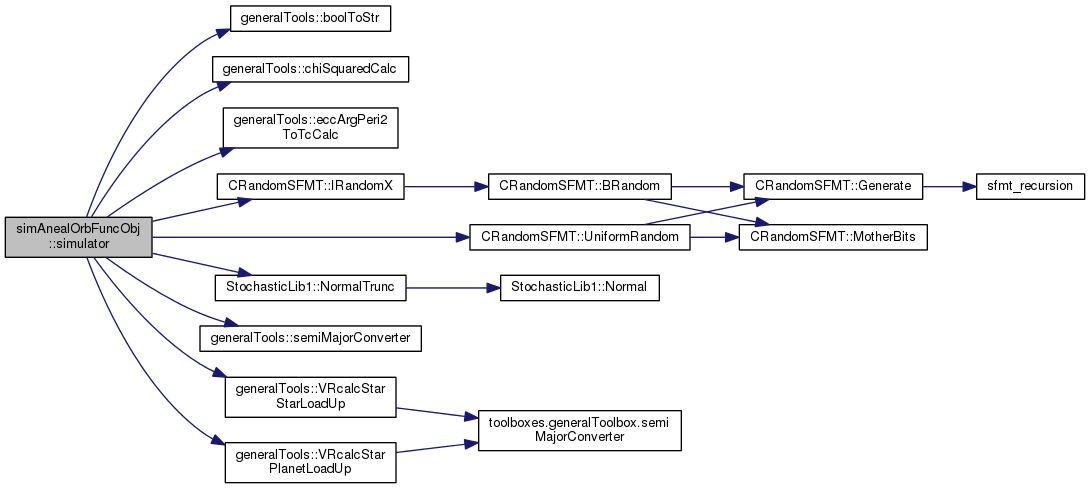 generalTools::boolToStr
generalTools::chiSquaredCalc
generalTools::eccArgPeri2
ToTcCalc
CRandomSFMT::IRandomX
CRandomSFMT::BRandom
CRandomSFMT::Generate
sfmt_recursion
simAnealOrbFuncObj
::simulator
CRandomSFMT::UniformRandom
CRandomSFMT::MotherBits
StochasticLib1::NormalTrunc
StochasticLib1::Normal
generalTools::semiMajorConverter
generalTools::VRcalcStar
StarLoadUp
toolboxes.generalToolbox.semi
MajorConverter
generalTools::VRcalcStar
PlanetLoadUp